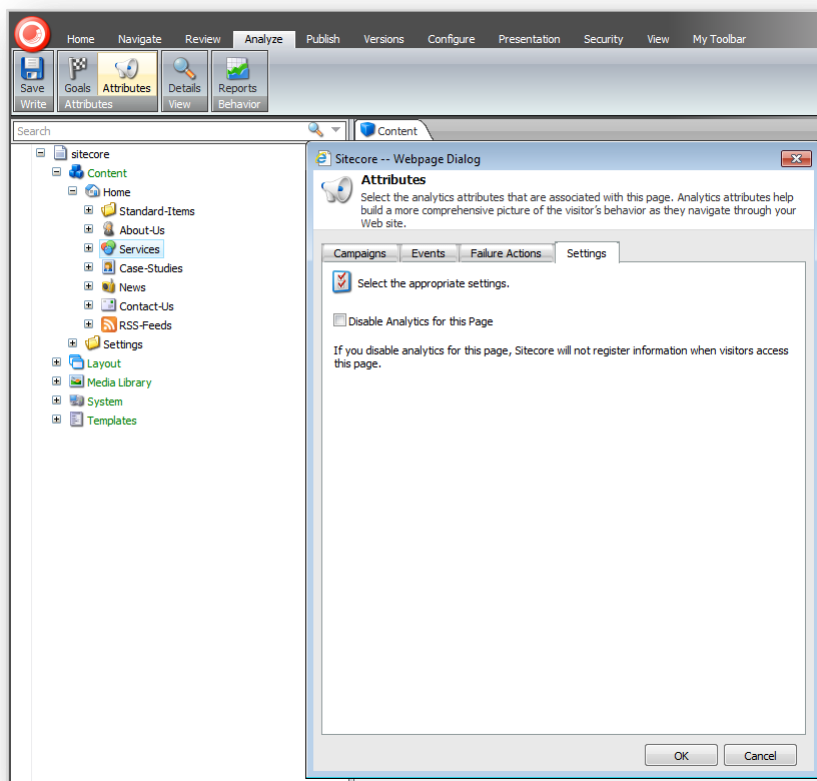 Home Navigate Review Analyze Publish Versions Configure Presentation Security View My Toolbar
Save Goals Attributes Details Reports
Write Attributes View Behavior
Search
Content
sitecore
Content
Home
Standard-Items
About-Us
Services
Case-Studies
News
Contact-Us
RSS-Feeds
Settings
Layout
Media Library
System
Templates
Sitecore -- Webpage Dialog
Attributes
Select the analytics attributes that are associated with this page. Analytics attributes help
build a more comprehensive picture of the visitor's behavior as they navigate through your
Web site.
Campaigns Events Failure Actions Settings
Select the appropriate settings.
Disable Analytics for this Page
If you disable analytics for this page, Sitecore will not register information when visitors access
this page.
OK Cancel